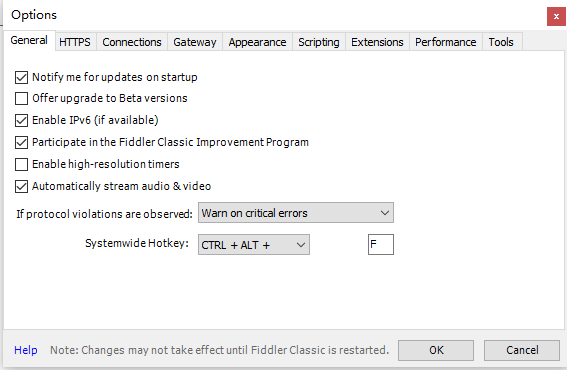 Options
General HTTPS Connections Gateway Appearance Scripting Extensions Performance Tools
Notify me for updates on startup
Offer upgrade to Beta versions
Enable IPv6 (if available)
Participate in the Fiddler Classic Improvement Program
Enable high-resolution timers
Automatically stream audio & video
If protocol violations are observed: Warn on critical errors
Systemwide Hotkey: CTRL + ALT + F
Help Note: Changes may not take effect until Fiddler Classic is restarted. OK Cancel